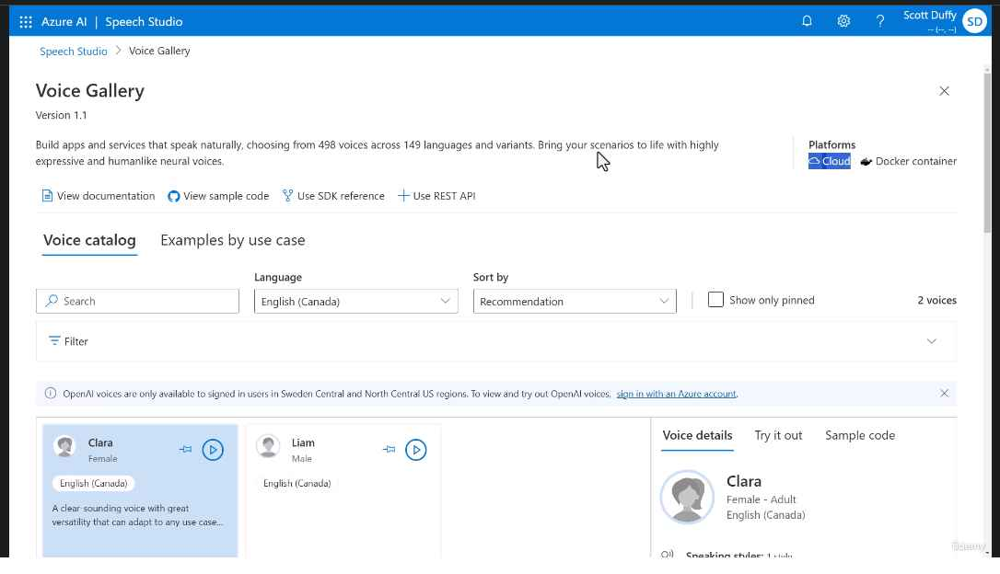 Azure AI | Speech Studio
Scott Duffy
-- (--, --)
SD
Speech Studio > Voice Gallery
Voice Gallery
Version 1.1
Build apps and services that speak naturally, choosing from 498 voices across 149 languages and variants. Bring your scenarios to life with highly
expressive and humanlike neural voices.
Platforms
Cloud Docker container
View documentation View sample code Use SDK reference Use REST API
Voice catalog Examples by use case
Language Sort by
Search English (Canada) Recommendation Show only pinned 2 voices
Filter
OpenAI voices are only available to signed in users in Sweden Central and North Central US regions. To view and try out OpenAI voices, sign in with an Azure account.
Clara
Female
English (Canada)
A clear-sounding voice with great
versatility that can adapt to any use case...
Liam
Male
English (Canada)
Voice details Try it out Sample code
Clara
Female - Adult
English (Canada)
Speaking styles: 1 style
Udemy